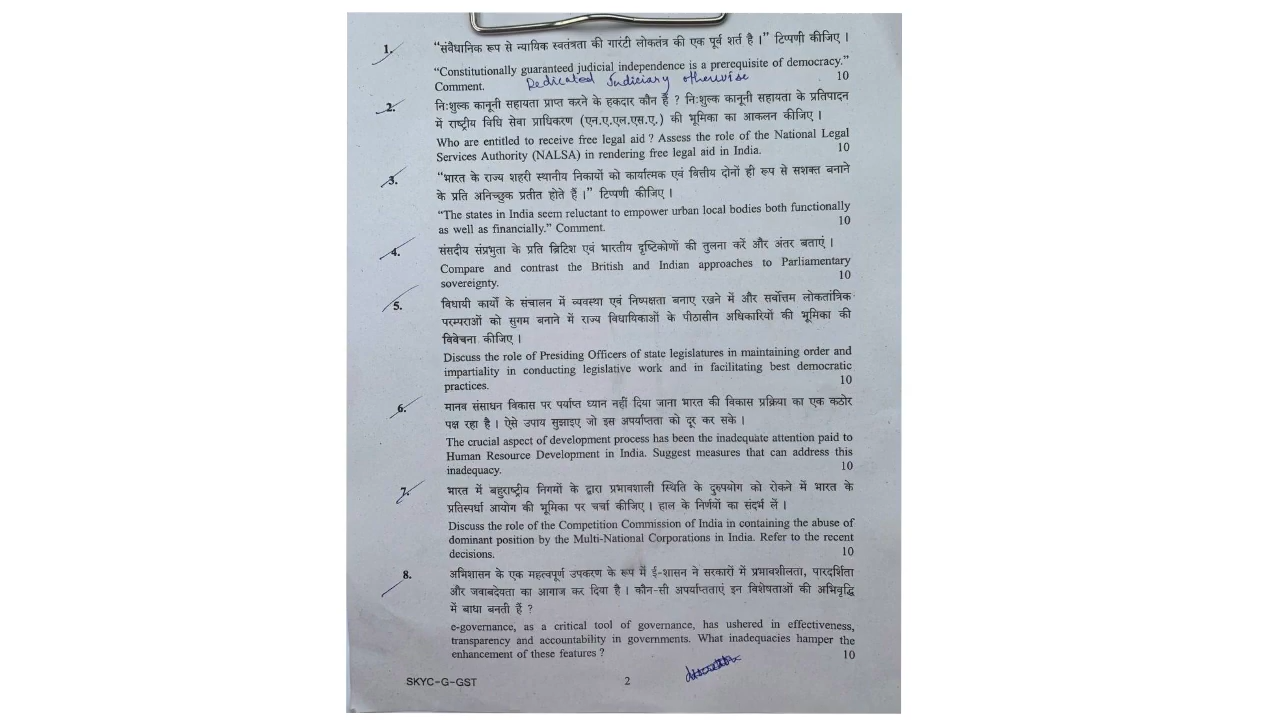 1. "संवैधानिक रूप से न्यायिक स्वतंत्रता की गारंटी लोकतंत्र की एक पूर्व शर्त है ।" टिप्पणी कीजिए ।
"Constitutionally guaranteed judicial independence is a prerequisite of democracy."
Comment. Dedicated Judiciary otherwise 10
2. निःशुल्क कानूनी सहायता प्राप्त करने के हकदार कौन हैं ? निःशुल्क कानूनी सहायता के प्रतिपादन
में राष्ट्रीय विधि सेवा प्राधिकरण (एन.ए.एल.एस.ए.) की भूमिका का आकलन कीजिए ।
Who are entitled to receive free legal aid ? Assess the role of the National Legal
Services Authority (NALSA) in rendering free legal aid in India. 10
3. "भारत के राज्य शहरी स्थानीय निकायों को कार्यात्मक एवं वित्तीय दोनों ही रूप से सशक्त बनाने
के प्रति अनिच्छुक प्रतीत होते हैं ।" टिप्पणी कीजिए ।
"The states in India seem reluctant to empower urban local bodies both functionally
as well as financially." Comment. 10
4. संसदीय संप्रभुता के प्रति ब्रिटिश एवं भारतीय दृष्टिकोणों की तुलना करें और अंतर बताएं ।
Compare and contrast the British and Indian approaches to Parliamentary
sovereignty. 10
5. विधायी कार्यों के संचालन में व्यवस्था एवं निष्पक्षता बनाए रखने में और सर्वोत्तम लोकतांत्रिक
परम्पराओं को सुगम बनाने में राज्य विधायिकाओं के पीठासीन अधिकारियों की भूमिका की
विवेचना कीजिए ।
Discuss the role of Presiding Officers of state legislatures in maintaining order and
impartiality in conducting legislative work and in facilitating best democratic
practices. 10
6. मानव संसाधन विकास पर पर्याप्त ध्यान नहीं दिया जाना भारत की विकास प्रक्रिया का एक कठोर
पक्ष रहा है । ऐसे उपाय सुझाइए जो इस अपर्याप्तता को दूर कर सके ।
The crucial aspect of development process has been the inadequate attention paid to
Human Resource Development in India. Suggest measures that can address this
inadequacy. 10
7. भारत में बहुराष्ट्रीय निगमों के द्वारा प्रभावशाली स्थिति के दुरुपयोग को रोकने में भारत के
प्रतिस्पर्धा आयोग की भूमिका पर चर्चा कीजिए । हाल के निर्णयों का संदर्भ लें ।
Discuss the role of the Competition Commission of India in containing the abuse of
dominant position by the Multi-National Corporations in India. Refer to the recent
decisions. 10
8. अभिशासन के एक महत्वपूर्ण उपकरण के रूप में ई-शासन ने सरकारों में प्रभावशीलता, पारदर्शिता
और जवाबदेयता का आगाज कर दिया है । कौन-सी अपर्याप्तताएं इन विशेषताओं की अभिवृद्धि
में बाधा बनती हैं ?
e-governance, as a critical tool of governance, has ushered in effectiveness,
transparency and accountability in governments. What inadequacies hamper the
enhancement of these features ? 10
SKYC-G-GST 2